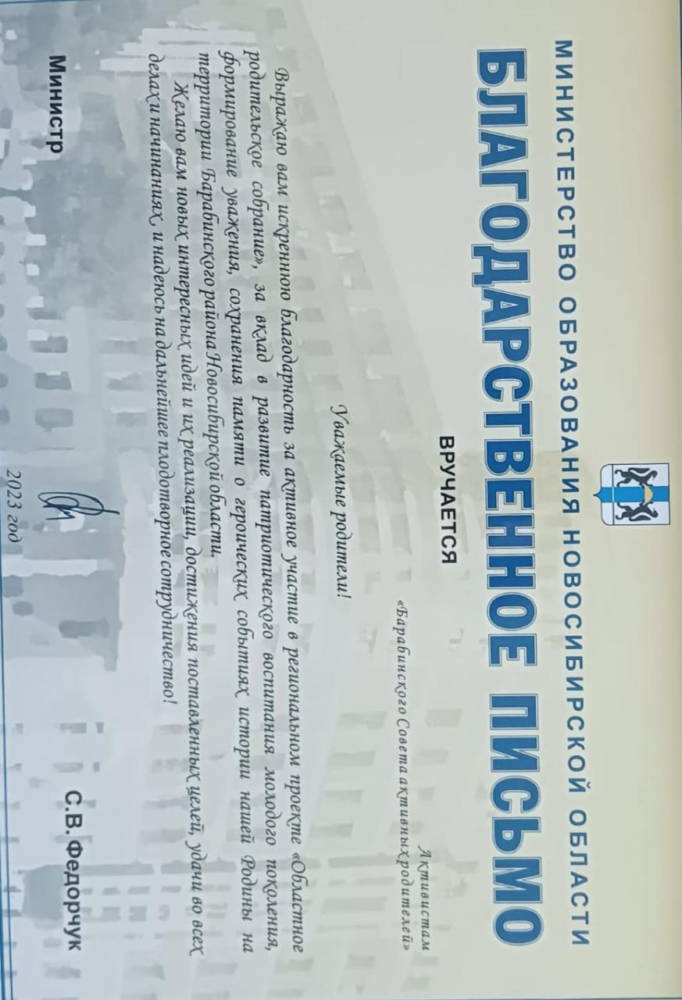 МИНИСТЕРСТВО ОБРАЗОВАНИЯ НОВОСИБИРСКОЙ ОБЛАСТИ
БЛАГОДАРСТВЕННОЕ ПИСЬМО
ВРУЧАЕТСЯ
Активистам
«Барабинского Совета активных родителей»
Уважаемые родители!
Выражаю вам искреннюю благодарность за активное участие в региональном проекте «Областное
родительское собрание», за вклад в развитие патриотического воспитания молодого поколения,
формирование уважения, сохранения памяти о героических событиях истории нашей Родины на
территории Барабинского района Новосибирской области.
Желаю вам новых интересных идей и их реализации, достижения поставленных целей, удачи во всех
делах и начинаниях, и надеюсь на дальнейшее плодотворное сотрудничество!
Министр
С.В. Федорчук
2023 год